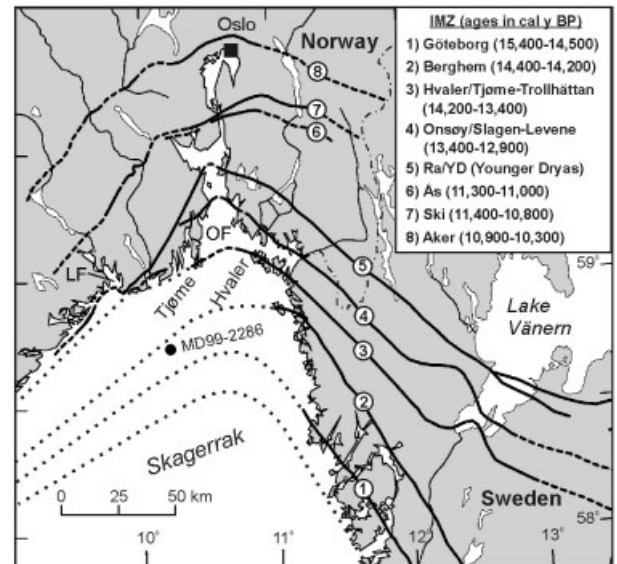 Oslo
Norway
IMZ (ages in cal y BP)
1) Göteborg (15,400-14,500)
2) Berghem (14,400-14,200)
3) Hvaler/Tjøme-Trollhättan
(14,200-13,400)
4) Onsøy/Slagen-Levene
(13,400-12,900)
5) Ra/YD (Younger Dryas)
6) Ås (11,300-11,000)
7) Ski (11,400-10,800)
8) Aker (10,900-10,300)
8
7
6
5
59
OF
LF
Tjøme
Hvaler
Lake
Vänern
4
MD99-2286
3
2
Skagerrak
1
0 25 50 km
Sweden
58
10°
11°
12°
13°